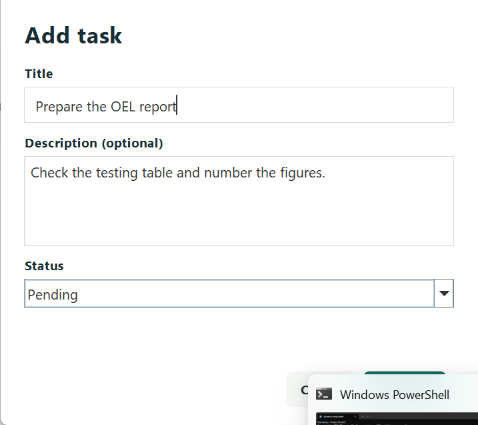 Add task
Title
Prepare the OEL report
Description (optional)
Check the testing table and number the figures.
Status
Pending
Windows PowerShell